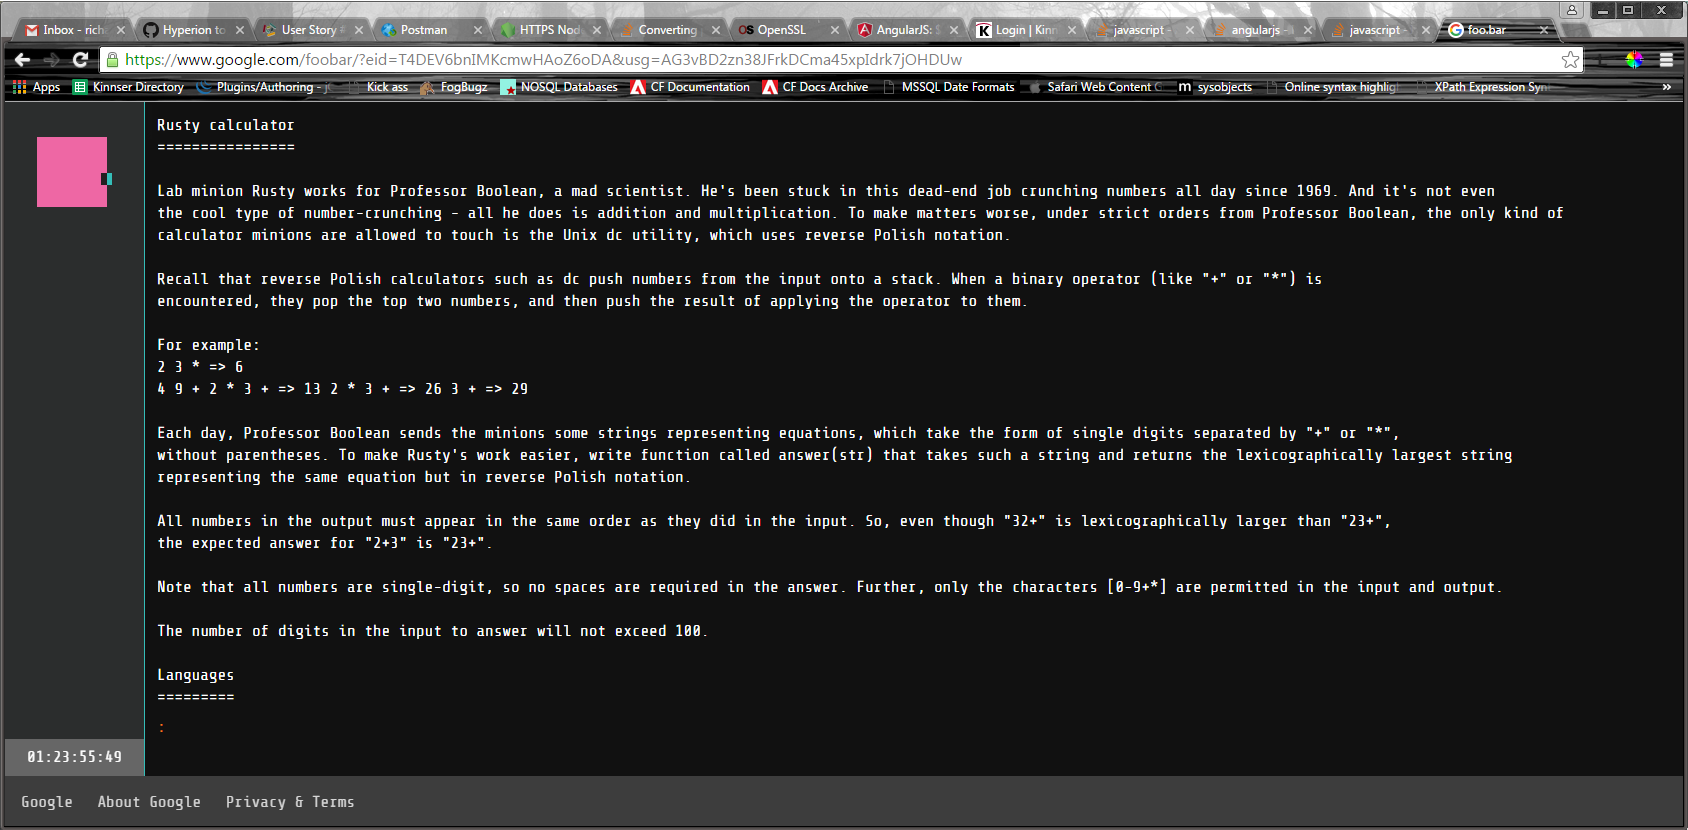 Inbox - rich
Hyperion to
User Story #
Postman
HTTPS Nod
Converting
OpenSSL
AngularJS: S
Login | Kinn
javascript -
angularjs -
javascript -
foo.bar
https://www.google.com/foobar/?eid=T4DEV6bnIMKcmwHAoZ6oDA&usg=AG3vBD2zn38JFrkDCma45xpIdrk7jOHDUw
Apps
Kinnser Directory
Plugins/Authoring - jQ
Kick ass
FogBugz
NOSQL Databases
CF Documentation
CF Docs Archive
MSSQL Date Formats
Safari Web Content G
sysobjects
Online syntax highlig
XPath Expression Syn
»
Rusty calculator
================
Lab minion Rusty works for Professor Boolean, a mad scientist. He's been stuck in this dead-end job crunching numbers all day since 1969. And it's not even
the cool type of number-crunching - all he does is addition and multiplication. To make matters worse, under strict orders from Professor Boolean, the only kind of
calculator minions are allowed to touch is the Unix dc utility, which uses reverse Polish notation.
Recall that reverse Polish calculators such as dc push numbers from the input onto a stack. When a binary operator (like "+" or "*") is
encountered, they pop the top two numbers, and then push the result of applying the operator to them.
For example:
2 3 * => 6
4 9 + 2 * 3 + => 13 2 * 3 + => 26 3 + => 29
Each day, Professor Boolean sends the minions some strings representing equations, which take the form of single digits separated by "+" or "*",
without parentheses. To make Rusty's work easier, write function called answer(str) that takes such a string and returns the lexicographically largest string
representing the same equation but in reverse Polish notation.
All numbers in the output must appear in the same order as they did in the input. So, even though "32+" is lexicographically larger than "23+",
the expected answer for "2+3" is "23+".
Note that all numbers are single-digit, so no spaces are required in the answer. Further, only the characters [0-9+*] are permitted in the input and output.
The number of digits in the input to answer will not exceed 100.
Languages
=========
:
01:23:55:49
Google
About Google
Privacy & Terms